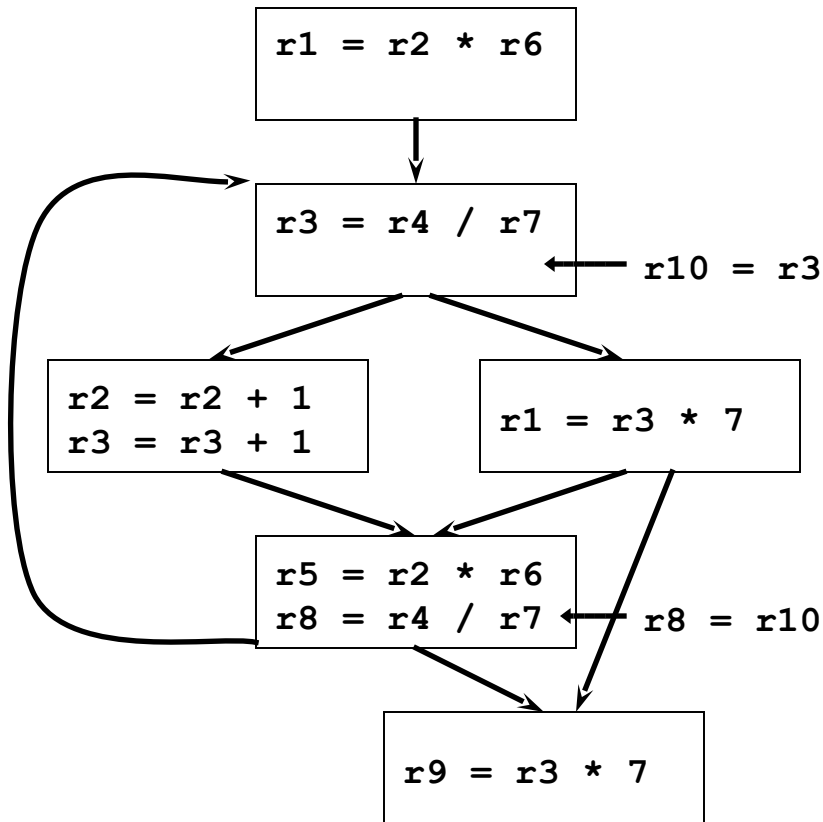 r1 = r2 * r6
r3 = r4 / r7
r10 = r3
r2 = r2 + 1
r3 = r3 + 1
r1 = r3 * 7
r5 = r2 * r6
r8 = r4 / r7
r8 = r10
r9 = r3 * 7